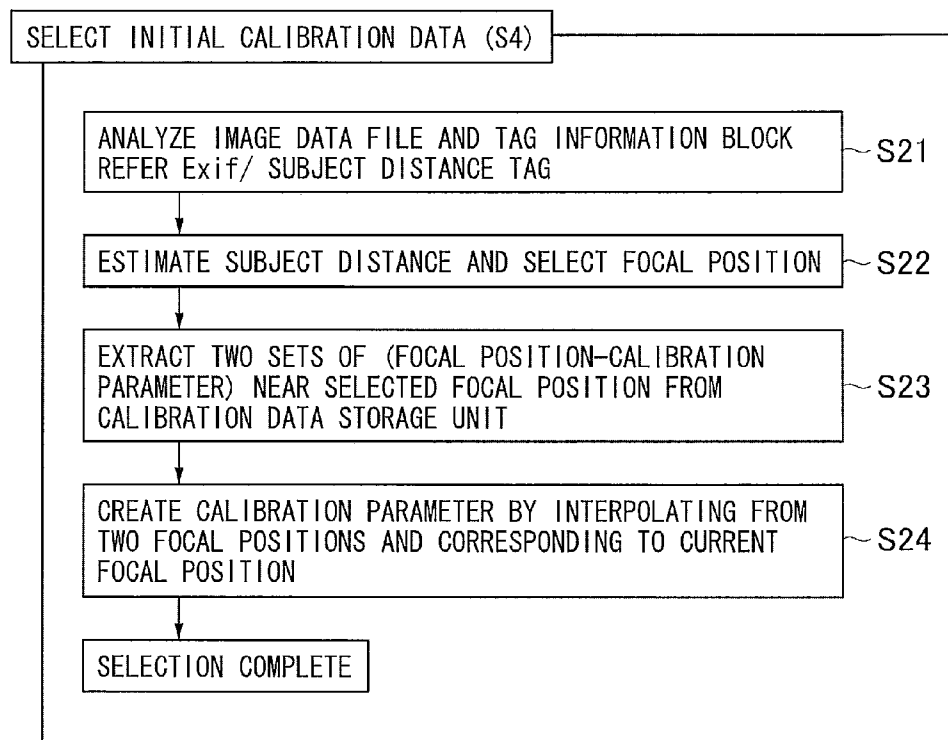 SELECT INITIAL CALIBRATION DATA (S4)
ANALYZE IMAGE DATA FILE AND TAG INFORMATION BLOCK
REFER Exif/ SUBJECT DISTANCE TAG
S21
ESTIMATE SUBJECT DISTANCE AND SELECT FOCAL POSITION
S22
EXTRACT TWO SETS OF (FOCAL POSITION-CALIBRATION
PARAMETER) NEAR SELECTED FOCAL POSITION FROM
CALIBRATION DATA STORAGE UNIT
S23
CREATE CALIBRATION PARAMETER BY INTERPOLATING FROM
TWO FOCAL POSITIONS AND CORRESPONDING TO CURRENT
FOCAL POSITION
S24
SELECTION COMPLETE